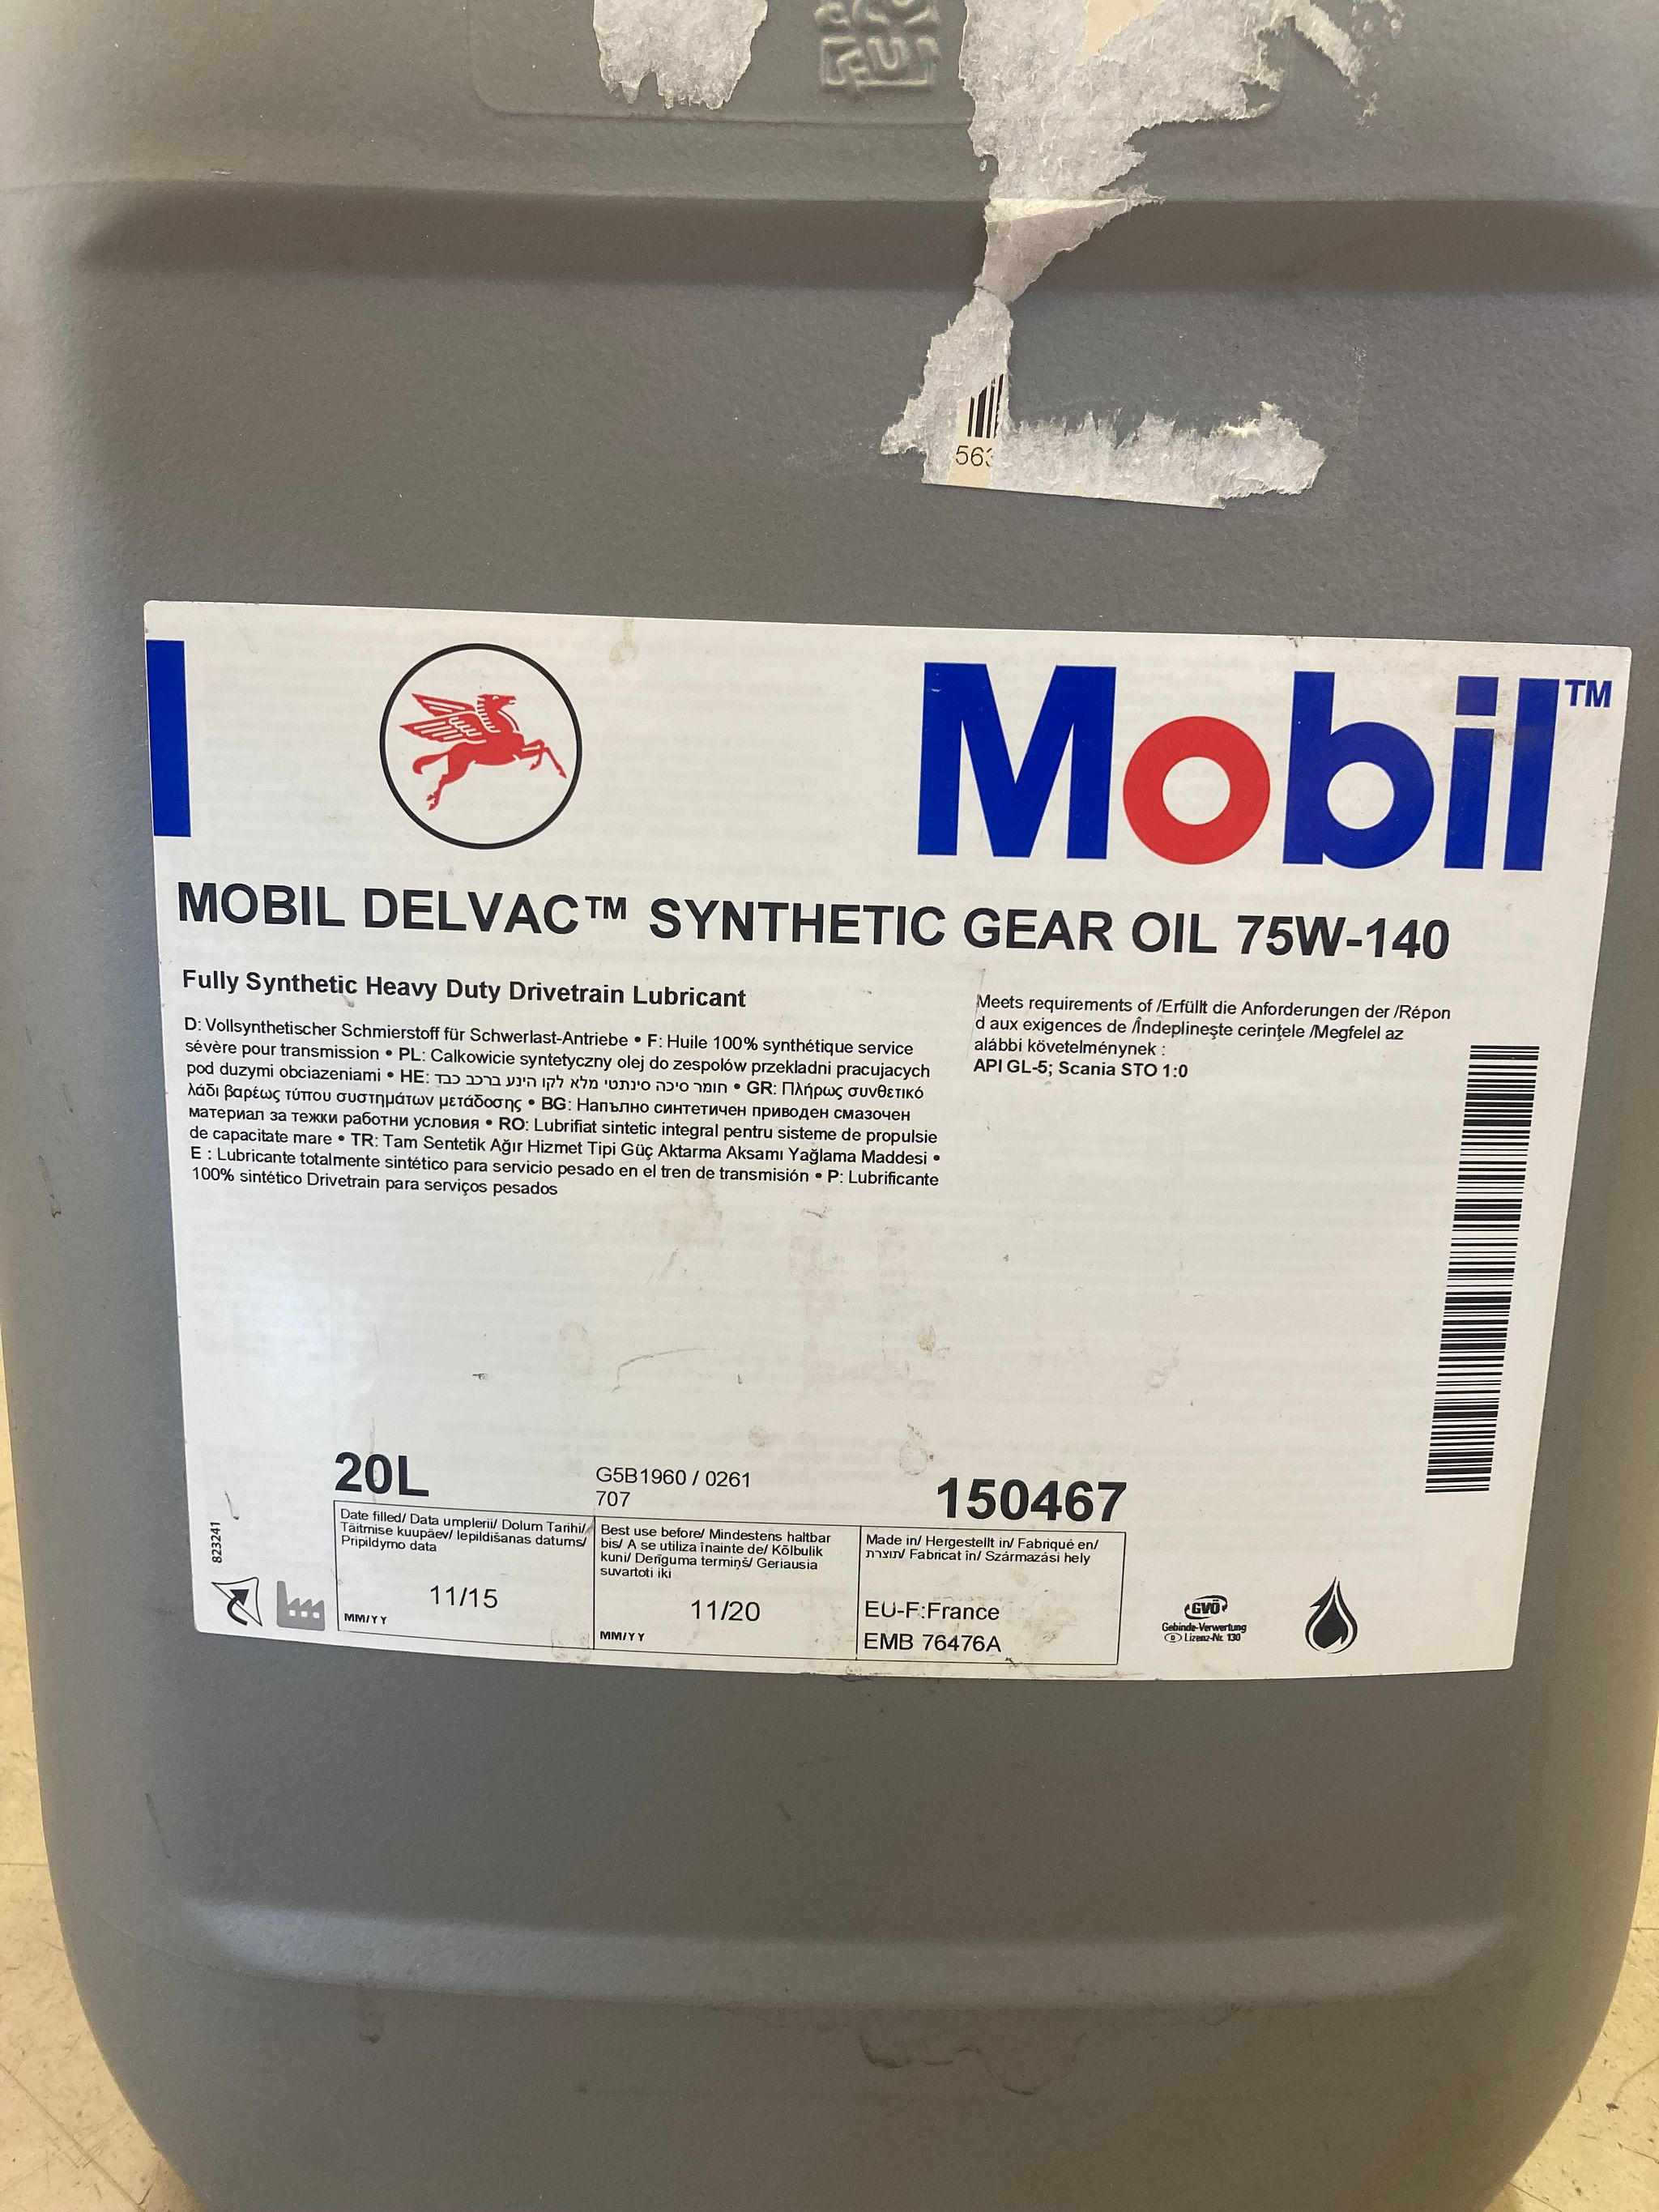 563
Mobil™
MOBIL DELVAC™ SYNTHETIC GEAR OIL 75W-140
Fully Synthetic Heavy Duty Drivetrain Lubricant
D: Vollsynthetischer Schmierstoff für Schwerlast-Antriebe • F: Huile 100% synthétique service
sévère pour transmission • PL: Calkowicie syntetyczny olej do zespolów przekladni pracujacych
pod duzymi obciazeniami • HE: חומר סיכה סינתטי מלא לקו הינע ברכב כבד • GR: Πλήρως συνθετικό
λάδι βαρέως τύπου συστημάτων μετάδοσης • BG: Напълно синтетичен приводен смазочен
материал за тежки работни условия • RO: Lubrifiat sintetic integral pentru sisteme de propulsie
de capacitate mare • TR: Tam Sentetik Ağır Hizmet Tipi Güç Aktarma Aksamı Yağlama Maddesi •
E : Lubricante totalmente sintético para servicio pesado en el tren de transmisión • P: Lubrificante
100% sintético Drivetrain para serviços pesados
Meets requirements of /Erfüllt die Anforderungen der /Répon
d aux exigences de /Îndeplineşte cerinţele /Megfelel az
alábbi követelménynek :
API GL-5; Scania STO 1:0
20L
G5B1960 / 0261
707
150467
823241
Date filled/ Data umplerii/ Dolum Tarihi/
Täitmise kuupäev/ Iepildišanas datums/
Pripildymo data
11/15
MM/YY
Best use before/ Mindestens haltbar
bis/ A se utiliza înainte de/ Kõlbulik
kuni/ Derīguma termiņš/ Geriausia
suvartoti iki
11/20
MM/YY
Made in/ Hergestellt in/ Fabriqué en/
תוצרת/ Fabricat în/ Származási hely
EU-F:France
EMB 76476A
GVÖ
Gebinde-Verwertung
D Lizenz-Nr. 130